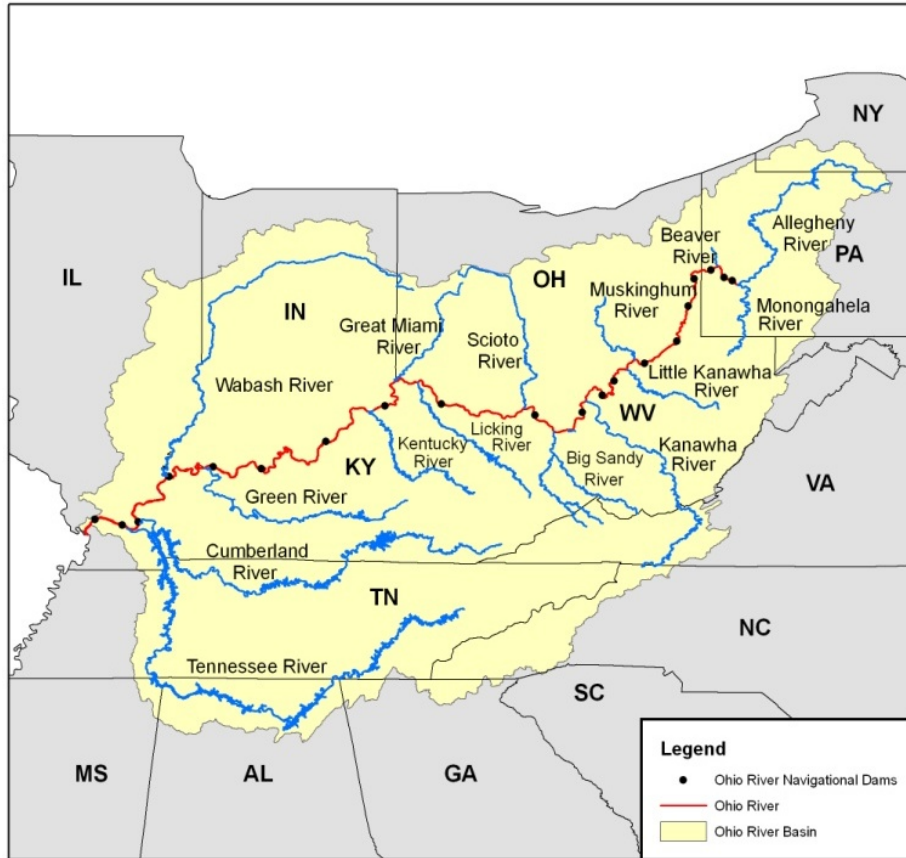 NY
Allegheny
River
PA
Beaver
River
OH
IL
Muskinghum
River
Monongahela
River
IN
Great Miami
River
Scioto
River
Little Kanawha
River
Wabash River
WV
Licking
River
Kentucky
River
Kanawha
River
KY
Big Sandy
River
VA
Green River
Cumberland
River
TN
NC
Tennessee River
SC
MS
AL
GA
Legend
Ohio River Navigational Dams
Ohio River
Ohio River Basin